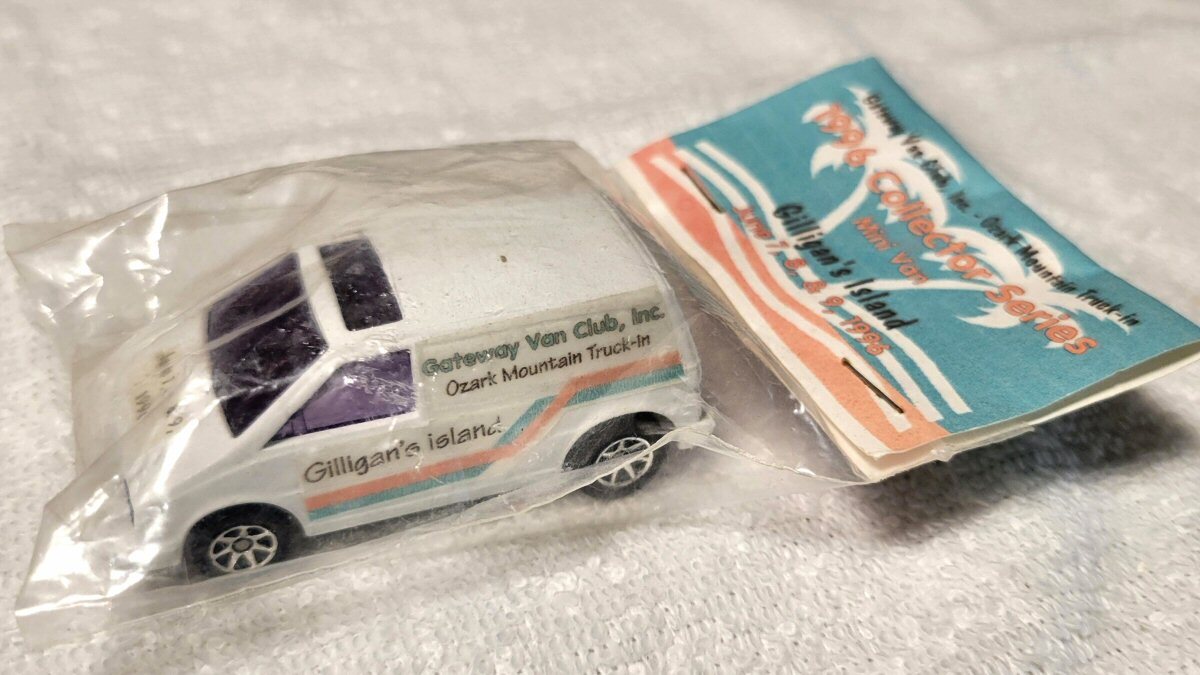 Gateway Van Club, Inc.
Ozark Mountain Truck-In
Gilligan's island
Gateway Van Club, Inc. - Ozark Mountain Truck-in
1996 Collector Series
Mini Van
Gilligan's Island
June 7, 8, & 9, 1996